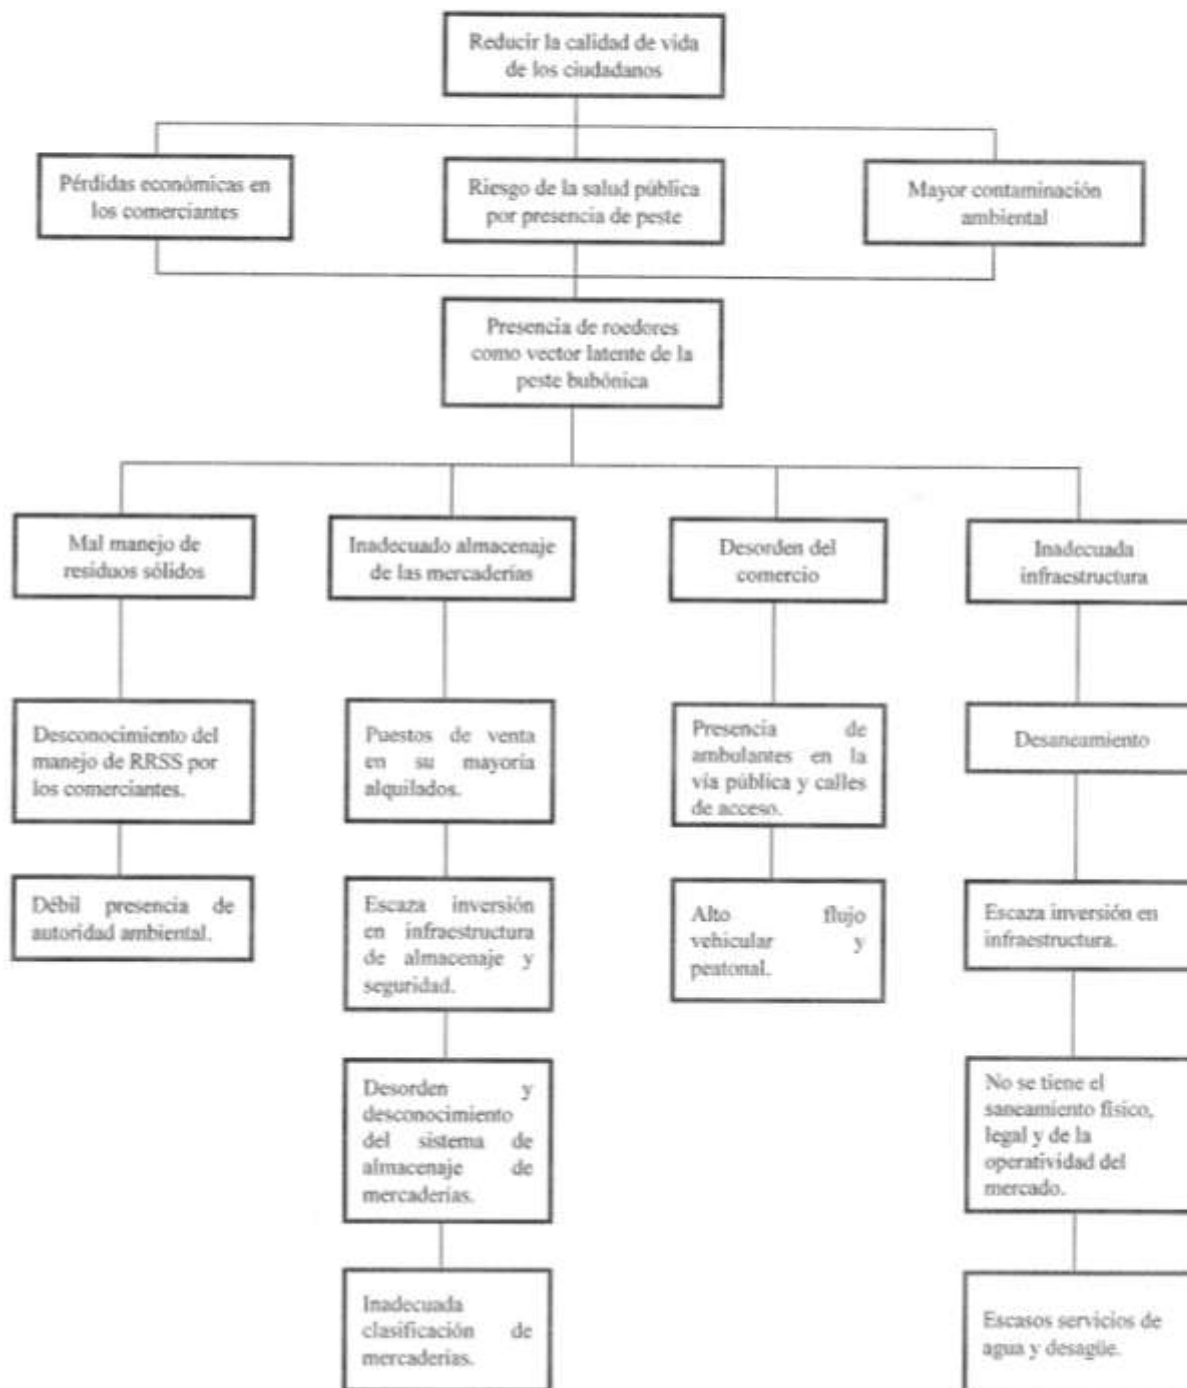 Reducir la calidad de vida
de los ciudadanos
Pérdidas económicas en
los comerciantes
Riesgo de la salud pública
por presencia de peste
Mayor contaminación
ambiental
Presencia de roedores
como vector latente de la
peste bubónica
Mal manejo de
residuos sólidos
Inadecuado almacenaje
de las mercaderías
Desorden del
comercio
Inadecuada
infraestructura
Desconocimiento del
manejo de RRSS por
los comerciantes.
Puestos de venta
en su mayoría
alquilados.
Presencia de
ambulantes en la
vía pública y calles
de acceso.
Desaneamiento
Débil presencia de
autoridad ambiental.
Escaza inversión
en infraestructura
de almacenaje y
seguridad.
Alto flujo
vehicular y
peatonal.
Escaza inversión en
infraestructura.
Desorden y
desconocimiento
del sistema de
almacenaje de
mercaderías.
No se tiene el
saneamiento físico,
legal y de la
operatividad del
mercado.
Inadecuada
clasificación de
mercaderías.
Escasos servicios de
agua y desagüe.